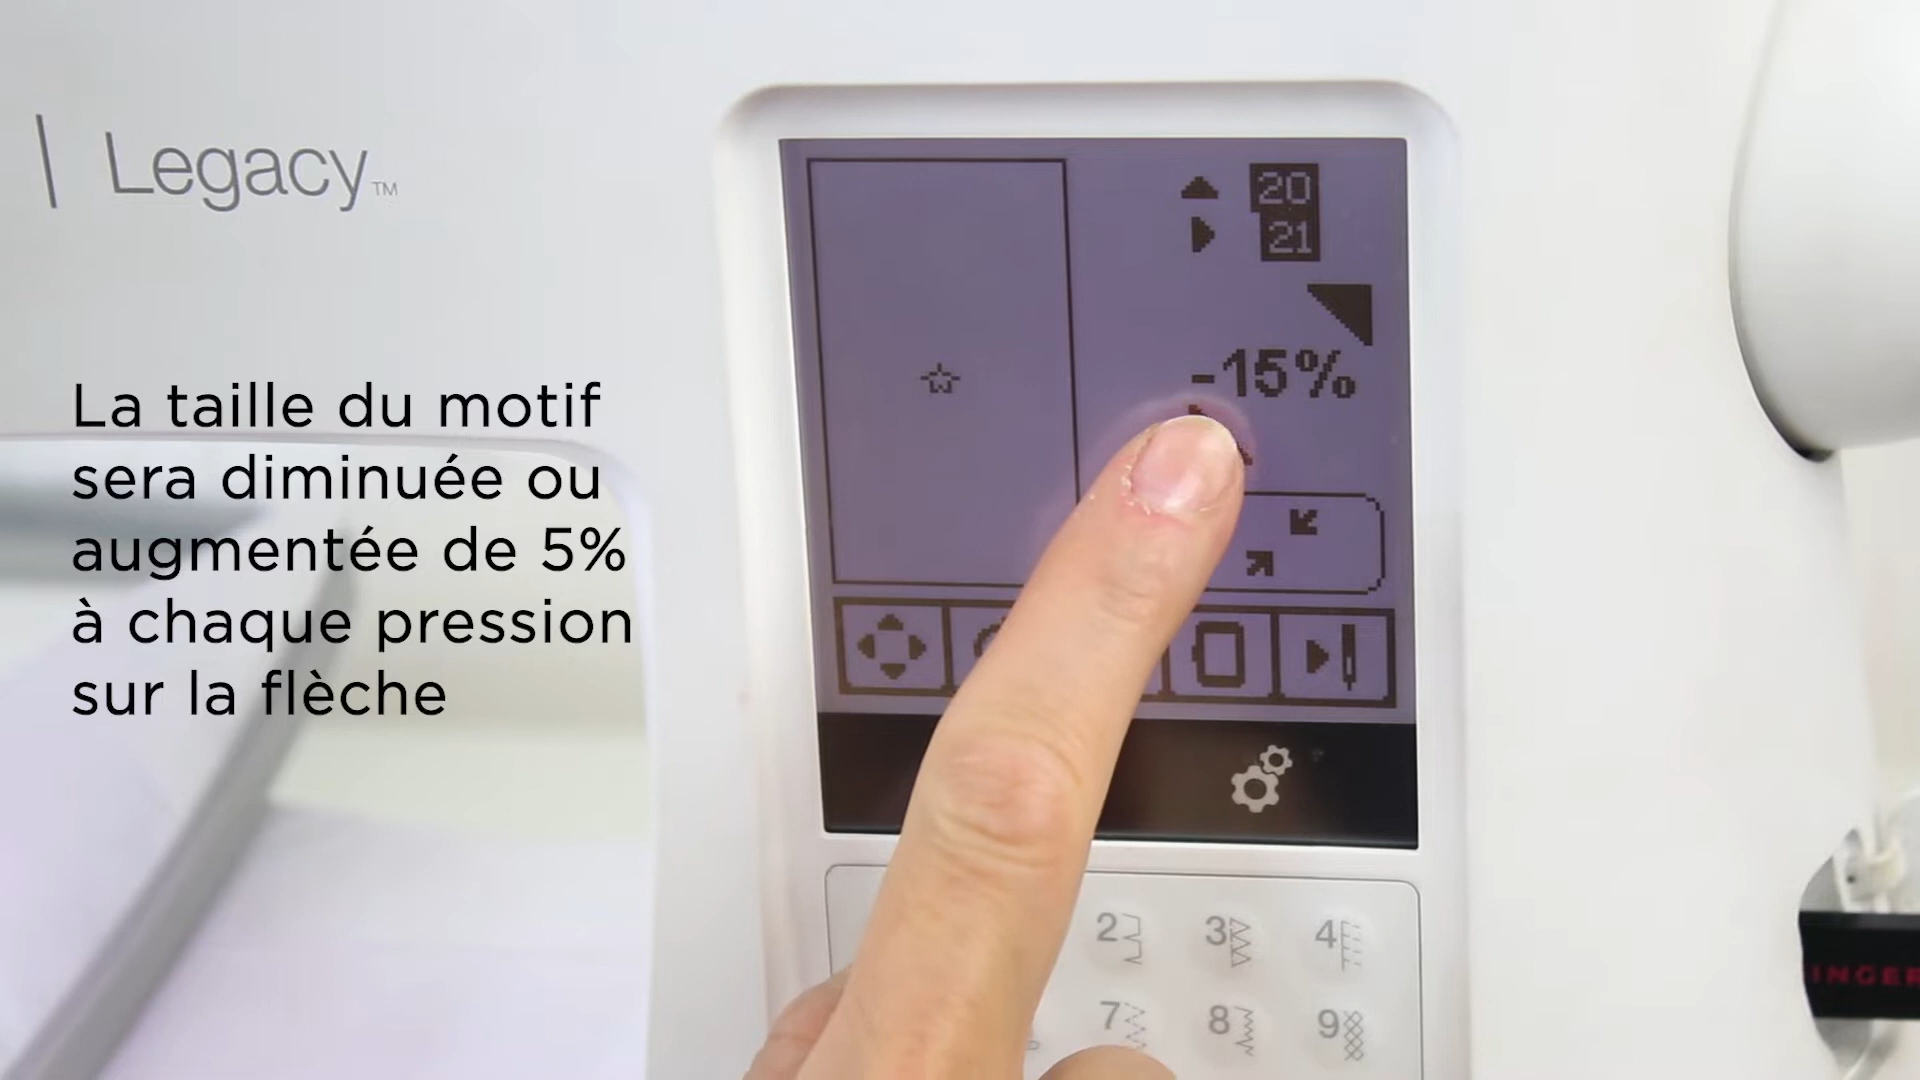 Legacy™
20
21
-15%
La taille du motif
sera diminuée ou
augmentée de 5%
à chaque pression
sur la flèche
2 3 4
7 8 9
INGER